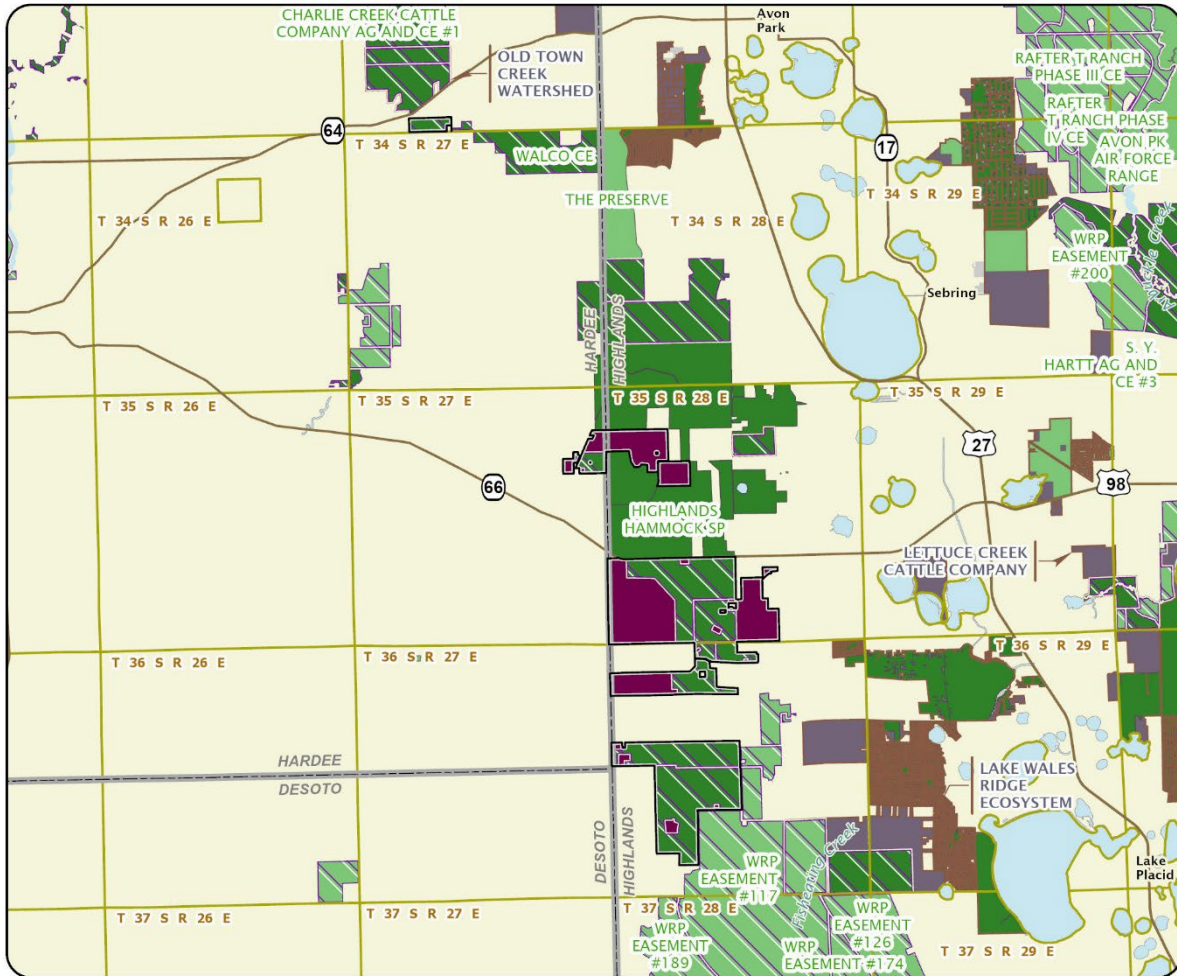 CHARLIE CREEK CATTLE
COMPANY AG AND CE #1
OLD TOWN
CREEK
WATERSHED
Avon
Park
RAFTER T RANCH
PHASE III CE
RAFTER
T RANCH PHASE
IV CE
AVON PK
AIR FORCE
RANGE
64
17
T 34 S R 27 E
WALCO CE
THE PRESERVE
T 34 S R 26 E
T 34 S R 28 E
T 34 S R 29 E
WRP
EASEMENT
#200
Arbuckle Creek
Sebring
HARDEE
HIGHLANDS
S. Y.
HARTT AG AND
CE #3
T 35 S R 26 E
T 35 S R 27 E
T 35 S R 28 E
T 35 S R 29 E
27
98
66
HIGHLANDS
HAMMOCK SP
LETTUCE CREEK
CATTLE COMPANY
T 36 S R 26 E
T 36 S R 27 E
T 36 S R 29 E
HARDEE
DESOTO
LAKE WALES
RIDGE
ECOSYSTEM
DESOTO
HIGHLANDS
WRP
EASEMENT
#117
Fisheating Creek
Lake
Placid
T 37 S R 26 E
T 37 S R 27 E
T 37 S R 28 E
T 37 S R 29 E
WRP
EASEMENT
#189
WRP
EASEMENT #174
WRP
EASEMENT
#126